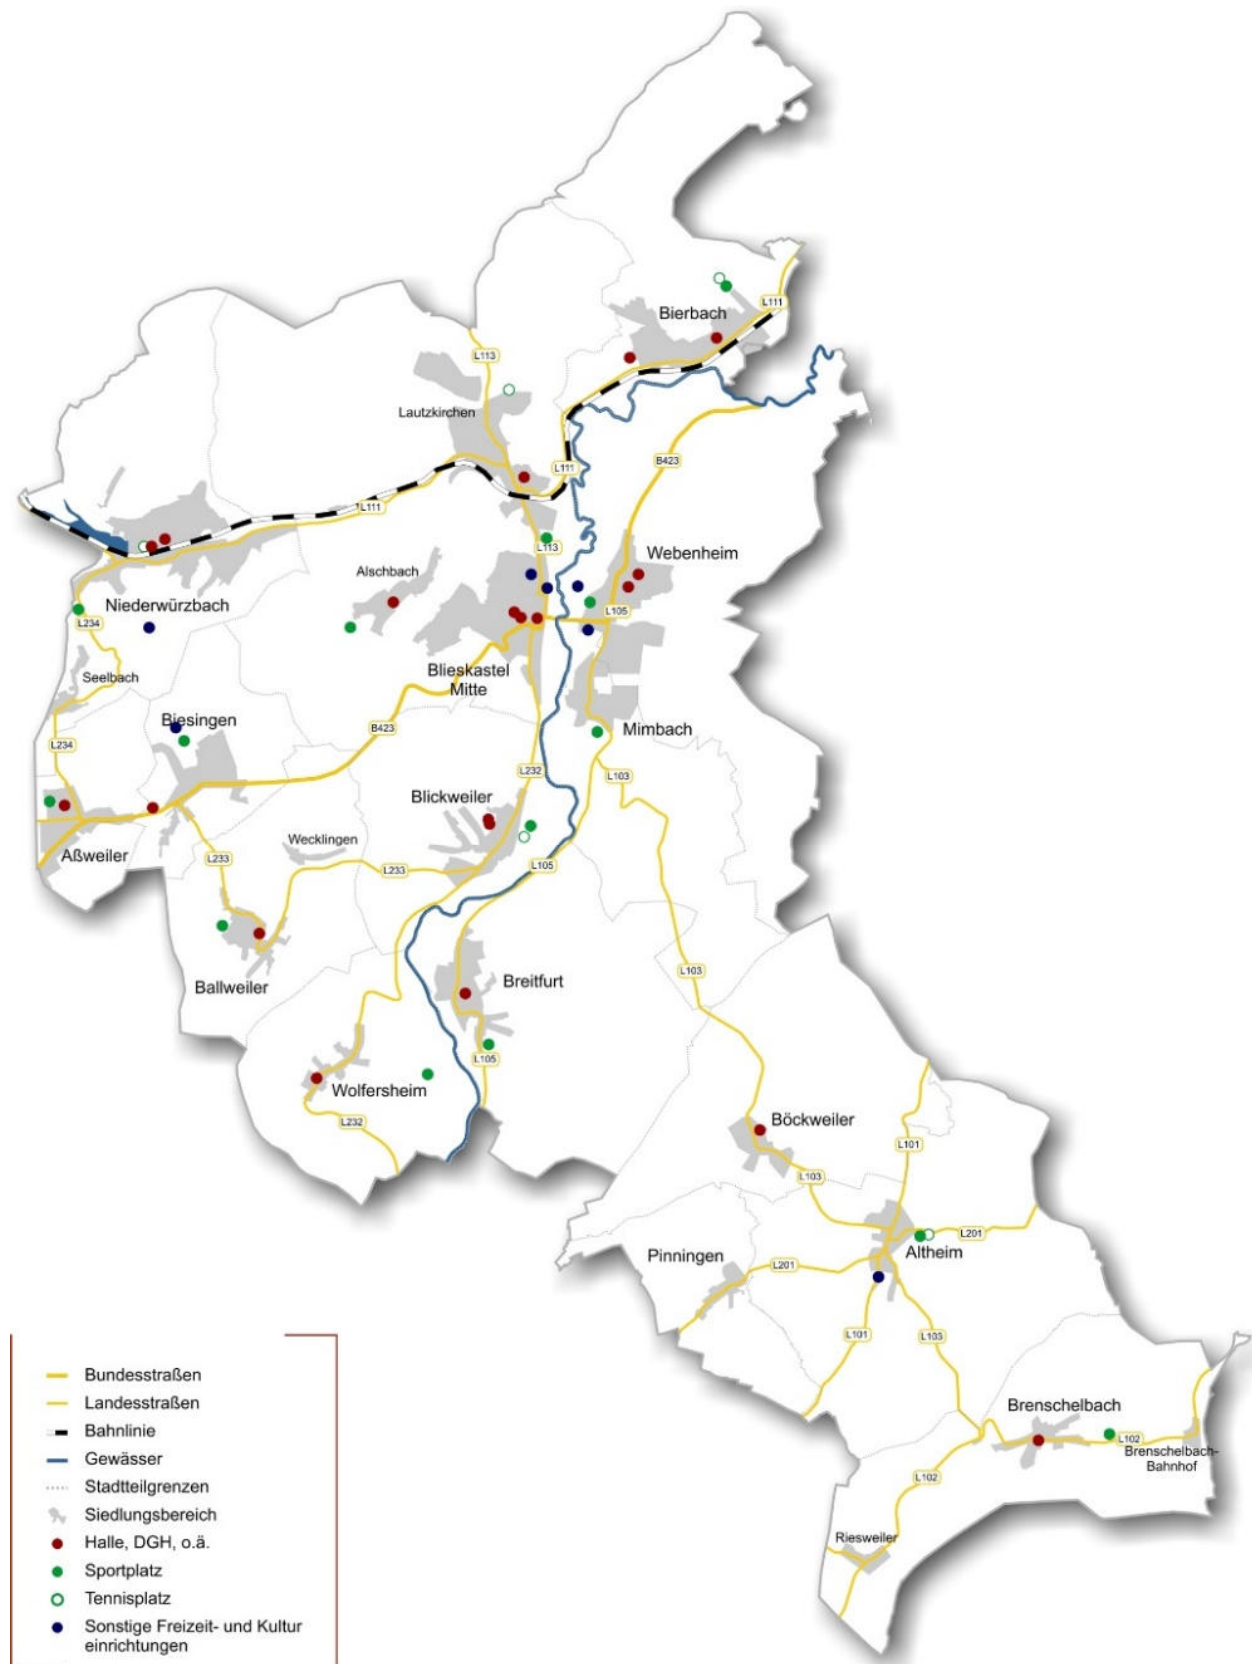 L111
Bierbach
L113
Lautzkirchen
L111
B423
L111
L113
Webenheim
Alschbach
Niederwürzbach
L105
L234
Blieskastel
Mitte
Seelbach
Biesingen
B423
Mimbach
L234
L232
L103
Blickweiler
Wecklingen
Aßweiler
L233
L233
L105
L103
Ballweiler
Breitfurt
L105
Wolfersheim
L232
Böckweiler
L101
L103
L201
Altheim
Pinningen
L201
L101
L103
Brenschelbach
L102
Brenschelbach-
Bahnhof
L102
Riesweiler
Bundesstraßen
Landesstraßen
Bahnlinie
Gewässer
Stadtteilgrenzen
Siedlungsbereich
Halle, DGH, o.ä.
Sportplatz
Tennisplatz
Sonstige Freizeit- und Kultur
einrichtungen